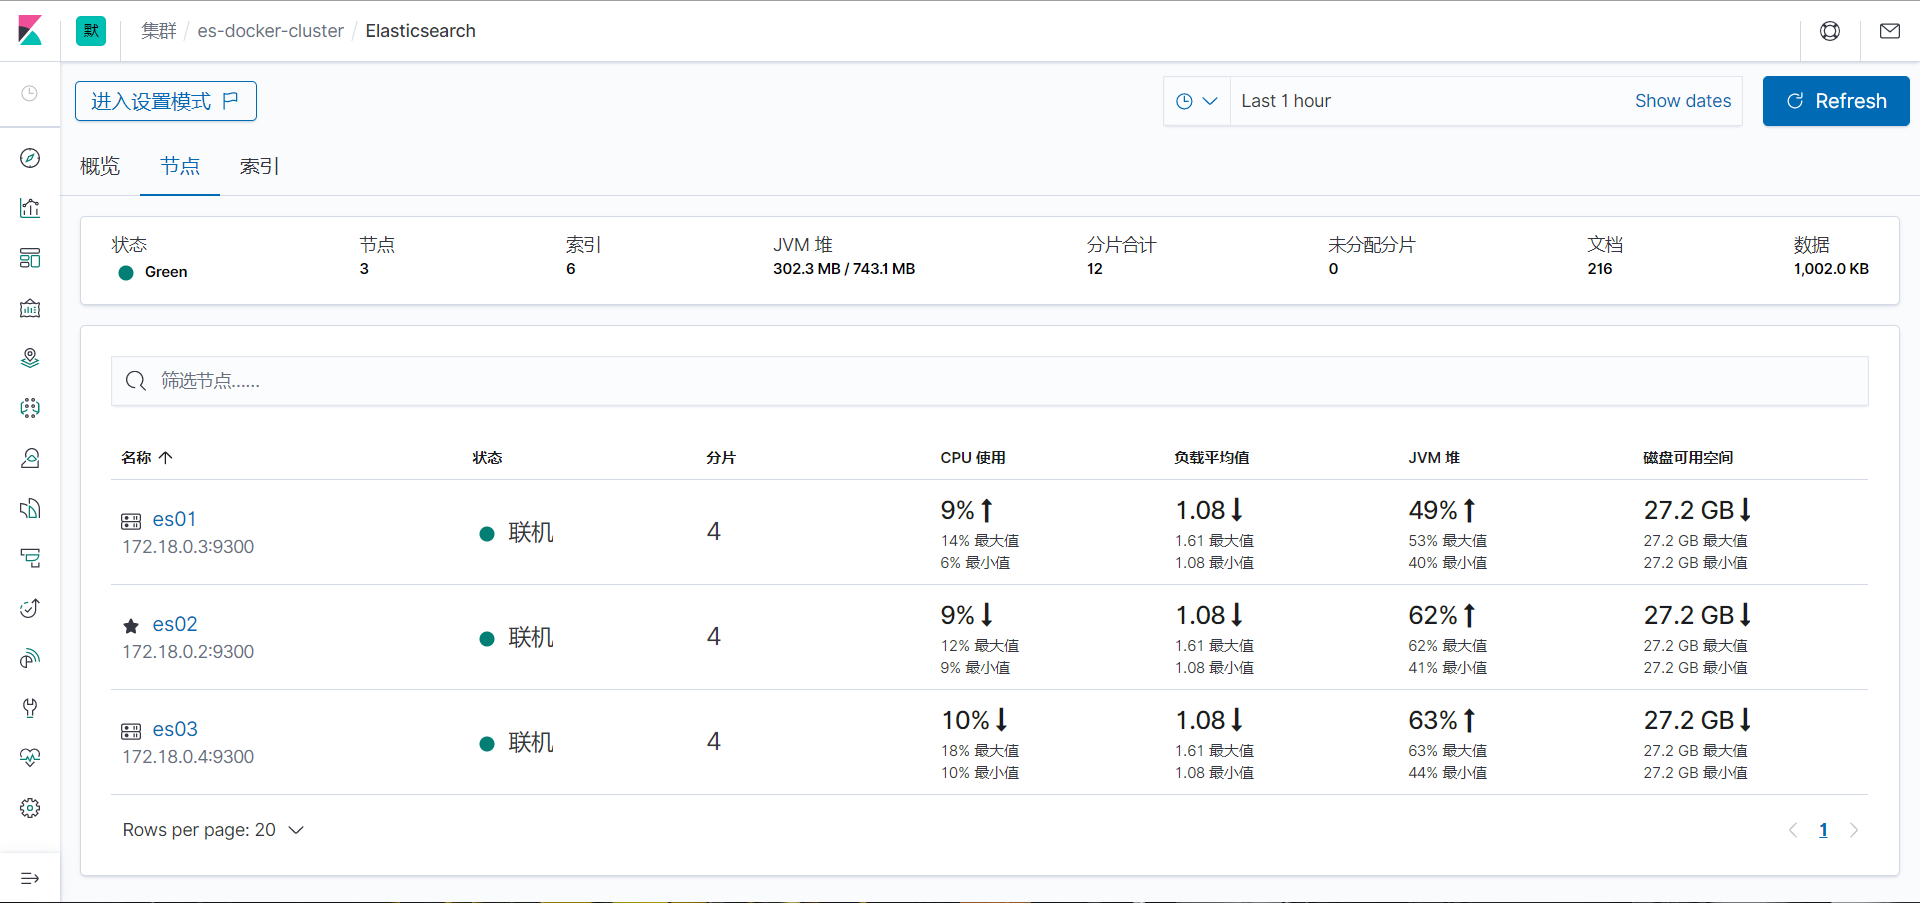 默 集群 / es-docker-cluster / Elasticsearch
进入设置模式 Last 1 hour Show dates Refresh
概览 节点 索引
状态 节点 索引 JVM 堆 分片合计 未分配分片 文档 数据
Green 3 6 302.3 MB / 743.1 MB 12 0 216 1,002.0 KB
筛选节点......
名称 状态 分片 CPU 使用 负载平均值 JVM 堆 磁盘可用空间
es01 联机 4 9% 1.08 49% 27.2 GB
172.18.0.3:9300 14% 最大值 1.61 最大值 53% 最大值 27.2 GB 最大值
6% 最小值 1.08 最小值 40% 最小值 27.2 GB 最小值
es02 联机 4 9% 1.08 62% 27.2 GB
172.18.0.2:9300 12% 最大值 1.61 最大值 62% 最大值 27.2 GB 最大值
9% 最小值 1.08 最小值 41% 最小值 27.2 GB 最小值
es03 联机 4 10% 1.08 63% 27.2 GB
172.18.0.4:9300 18% 最大值 1.61 最大值 63% 最大值 27.2 GB 最大值
10% 最小值 1.08 最小值 44% 最小值 27.2 GB 最小值
Rows per page: 20 1